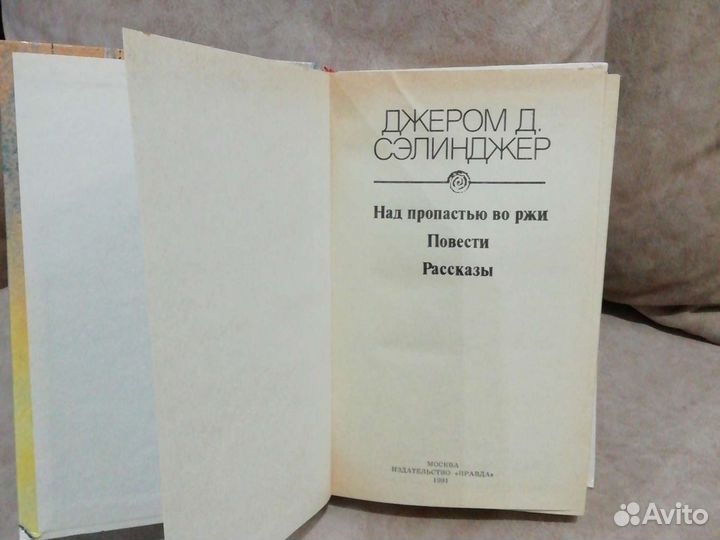 ДЖЕРОМ Д.
СЭЛИНДЖЕР
Над пропастью во ржи
Повести
Рассказы
МОСКВА
ИЗДАТЕЛЬСТВО «ПРАВДА»
1991
Avito